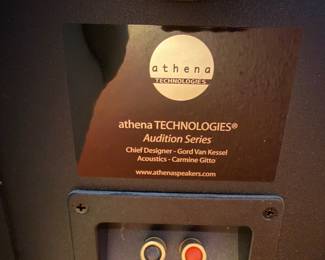 athena
TECHNOLOGIES
athena TECHNOLOGIES®
Audition Series
Chief Designer - Gord Van Kessel
Acoustics - Carmine Gitto
www.athenaspeakers.com